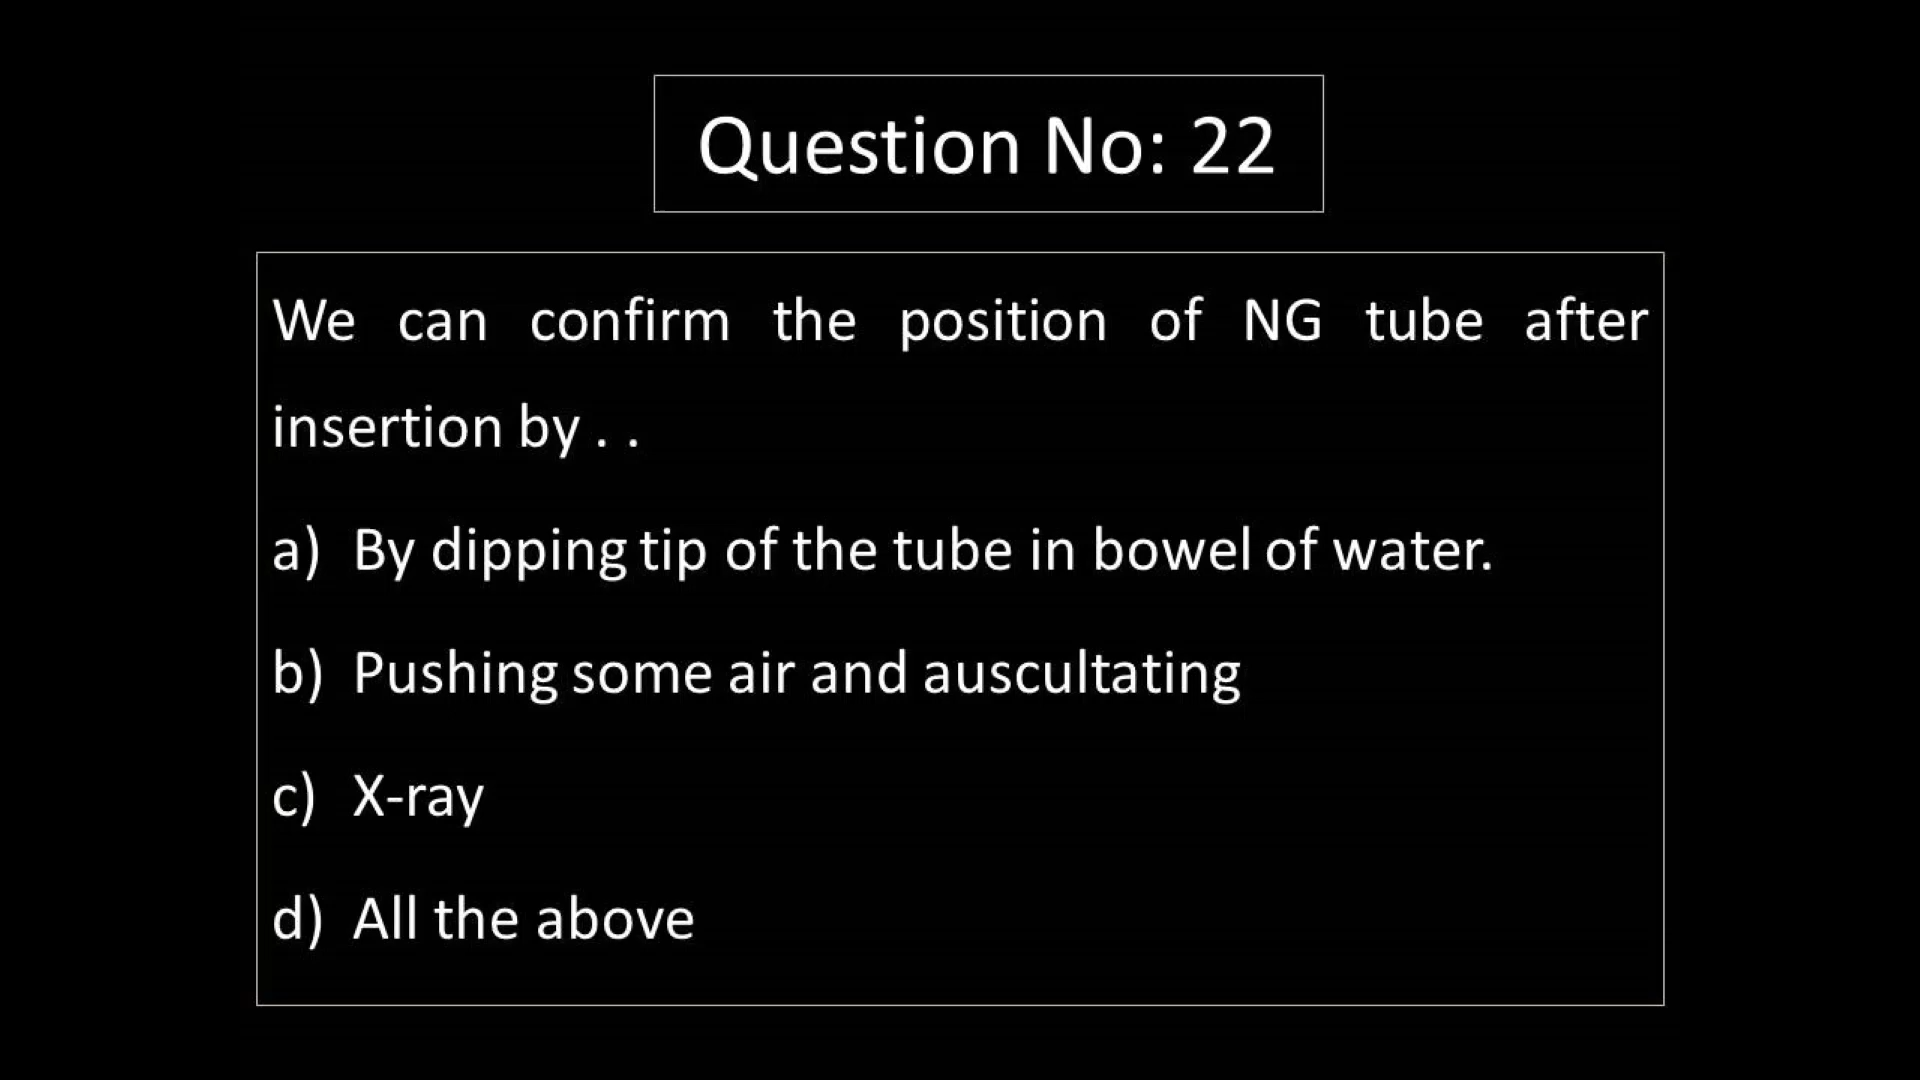 Question No: 22
We can confirm the position of NG tube after
insertion by . .
a) By dipping tip of the tube in bowel of water.
b) Pushing some air and auscultating
c) X-ray
d) All the above